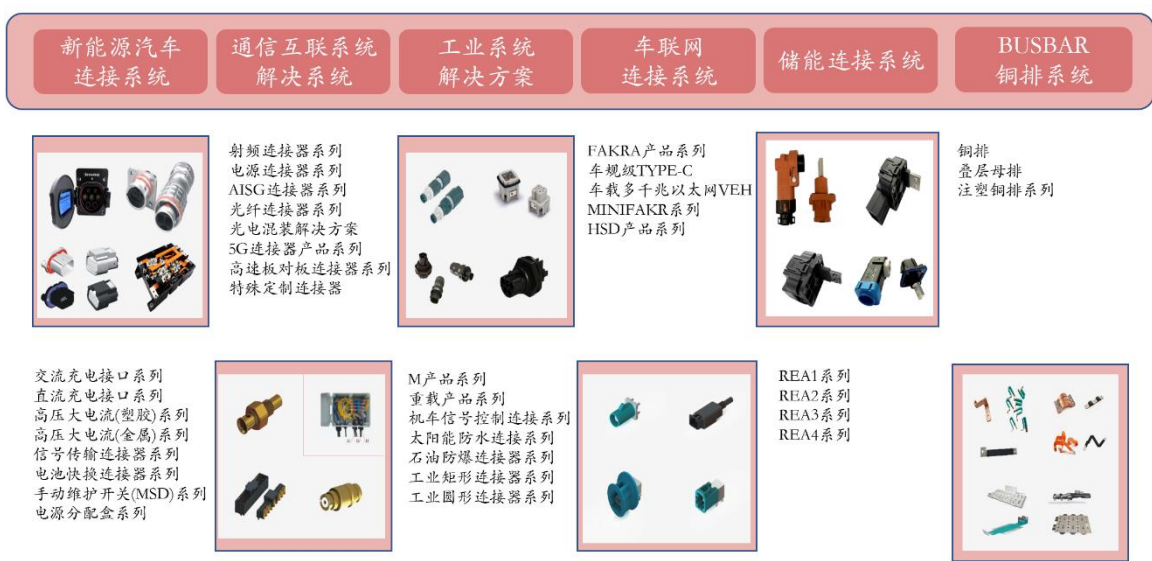 新能源汽车
连接系统
通信互联系统
解决系统
工业系统
解决方案
车联网
连接系统
储能连接系统
BUSBAR
铜排系统
射频连接器系列
电源连接器系列
AISG连接器系列
光纤连接器系列
光电混装解决方案
5G连接器产品系列
高速板对板连接器系列
特殊定制连接器
FAKRA产品系列
车规级TYPE-C
车载多千兆以太网VEH
MINIFAKR系列
HSD产品系列
铜排
叠层母排
注塑铜排系列
交流充电接口系列
直流充电接口系列
高压大电流(塑胶)系列
高压大电流(金属)系列
信号传输连接器系列
电池快换连接器系列
手动维护开关(MSD)系列
电源分配盒系列
M产品系列
重载产品系列
机车信号控制连接系列
太阳能防水连接系列
石油防爆连接器系列
工业矩形连接器系列
工业圆形连接器系列
REA1系列
REA2系列
REA3系列
REA4系列